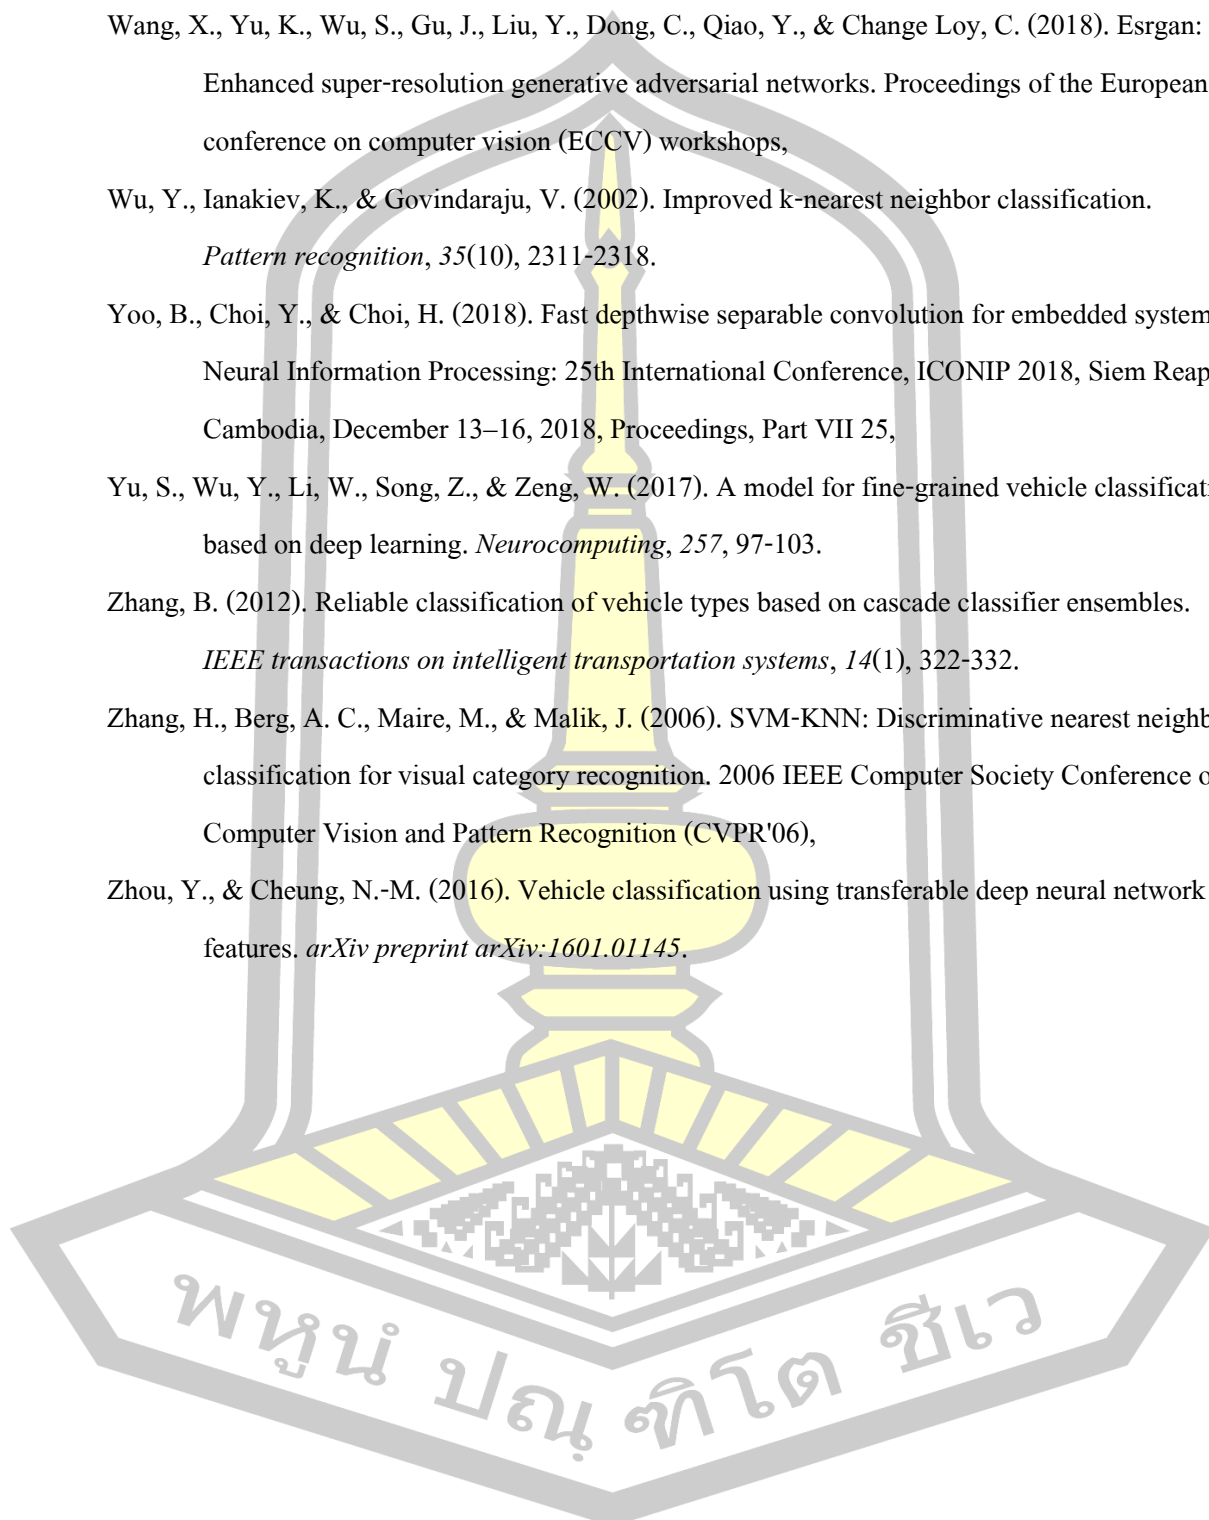 Wang, X., Yu, K., Wu, S., Gu, J., Liu, Y., Dong, C., Qiao, Y., & Change Loy, C. (2018). Esrgan:
Enhanced super-resolution generative adversarial networks. Proceedings of the European
conference on computer vision (ECCV) workshops,
Wu, Y., Ianakiev, K., & Govindaraju, V. (2002). Improved k-nearest neighbor classification.
Pattern recognition, 35(10), 2311-2318.
Yoo, B., Choi, Y., & Choi, H. (2018). Fast depthwise separable convolution for embedded system
Neural Information Processing: 25th International Conference, ICONIP 2018, Siem Reap
Cambodia, December 13–16, 2018, Proceedings, Part VII 25,
Yu, S., Wu, Y., Li, W., Song, Z., & Zeng, W. (2017). A model for fine-grained vehicle classificati
based on deep learning. Neurocomputing, 257, 97-103.
Zhang, B. (2012). Reliable classification of vehicle types based on cascade classifier ensembles.
IEEE transactions on intelligent transportation systems, 14(1), 322-332.
Zhang, H., Berg, A. C., Maire, M., & Malik, J. (2006). SVM-KNN: Discriminative nearest neighb
classification for visual category recognition. 2006 IEEE Computer Society Conference o
Computer Vision and Pattern Recognition (CVPR'06),
Zhou, Y., & Cheung, N.-M. (2016). Vehicle classification using transferable deep neural network
features. arXiv preprint arXiv:1601.01145.
พหูนํ ปณฺฑิโต ชีเว